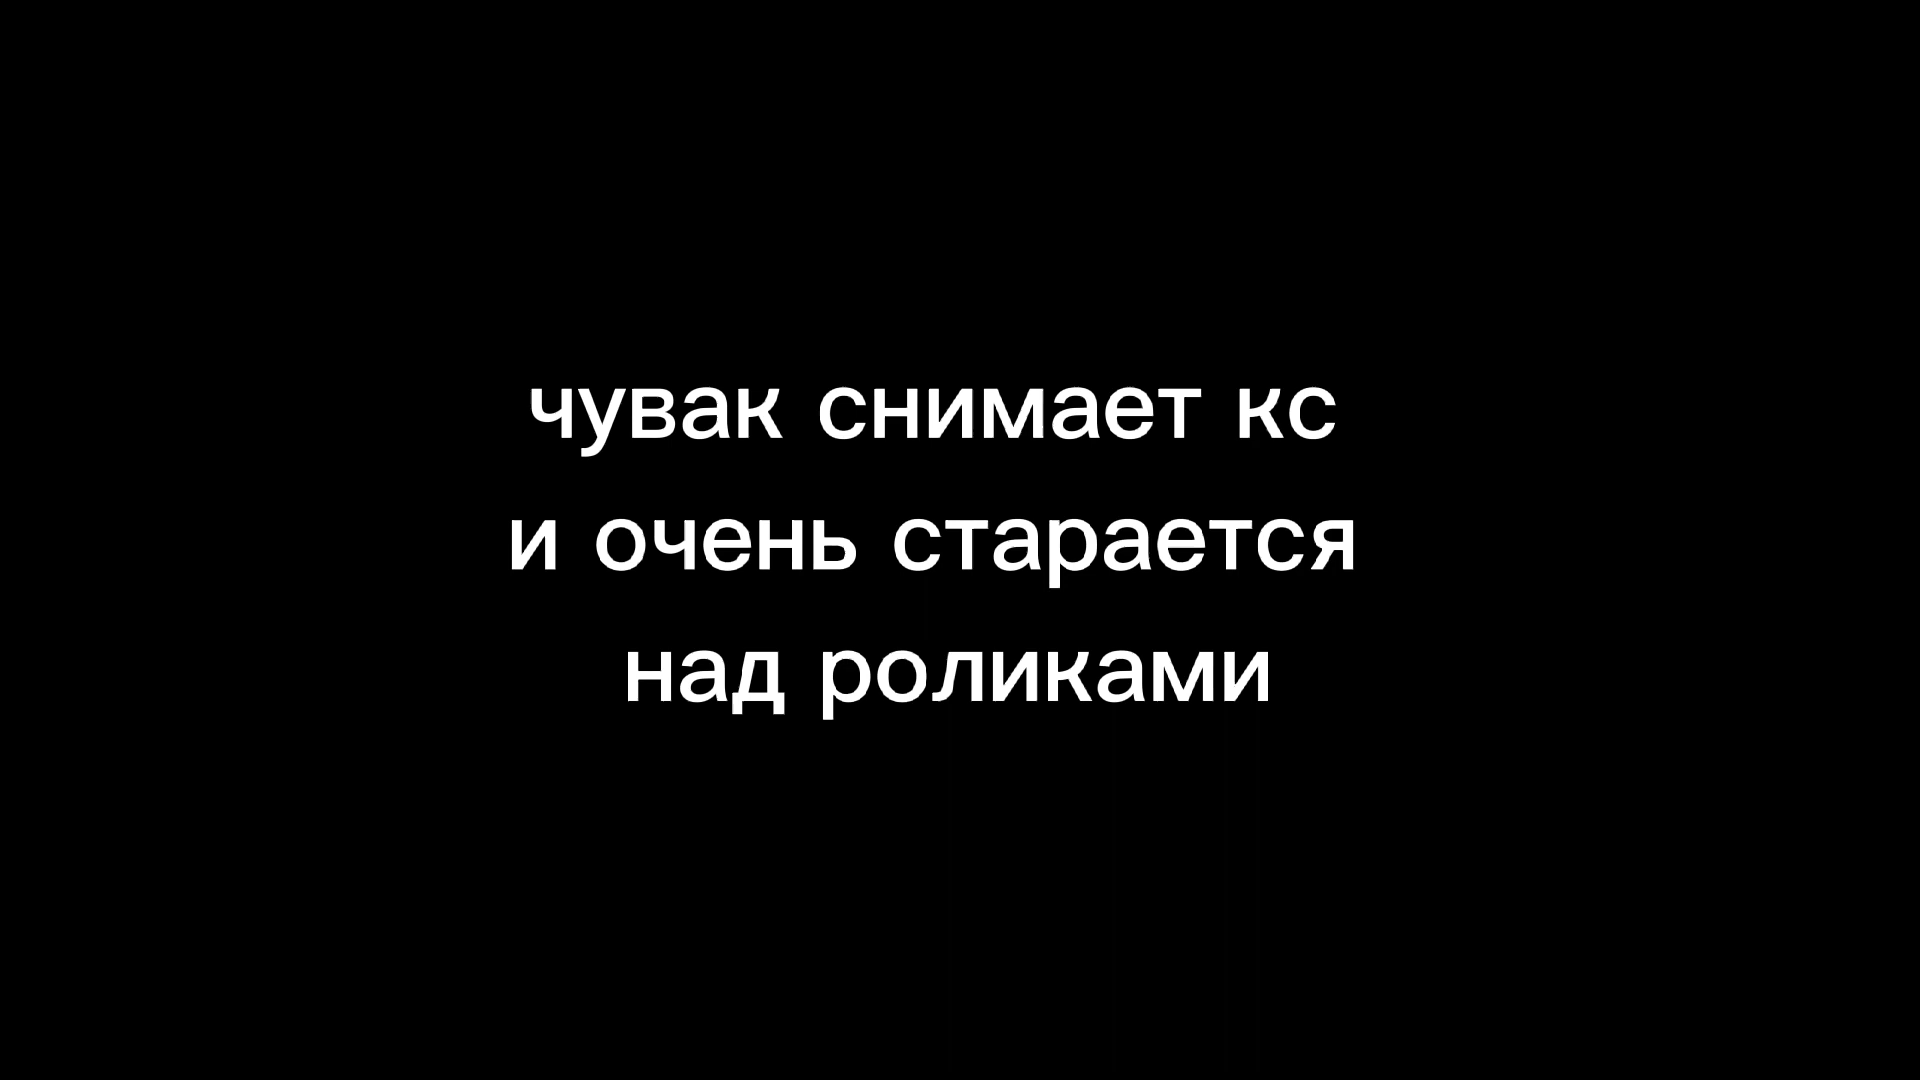 чувак снимает кс
и очень старается
над роликами